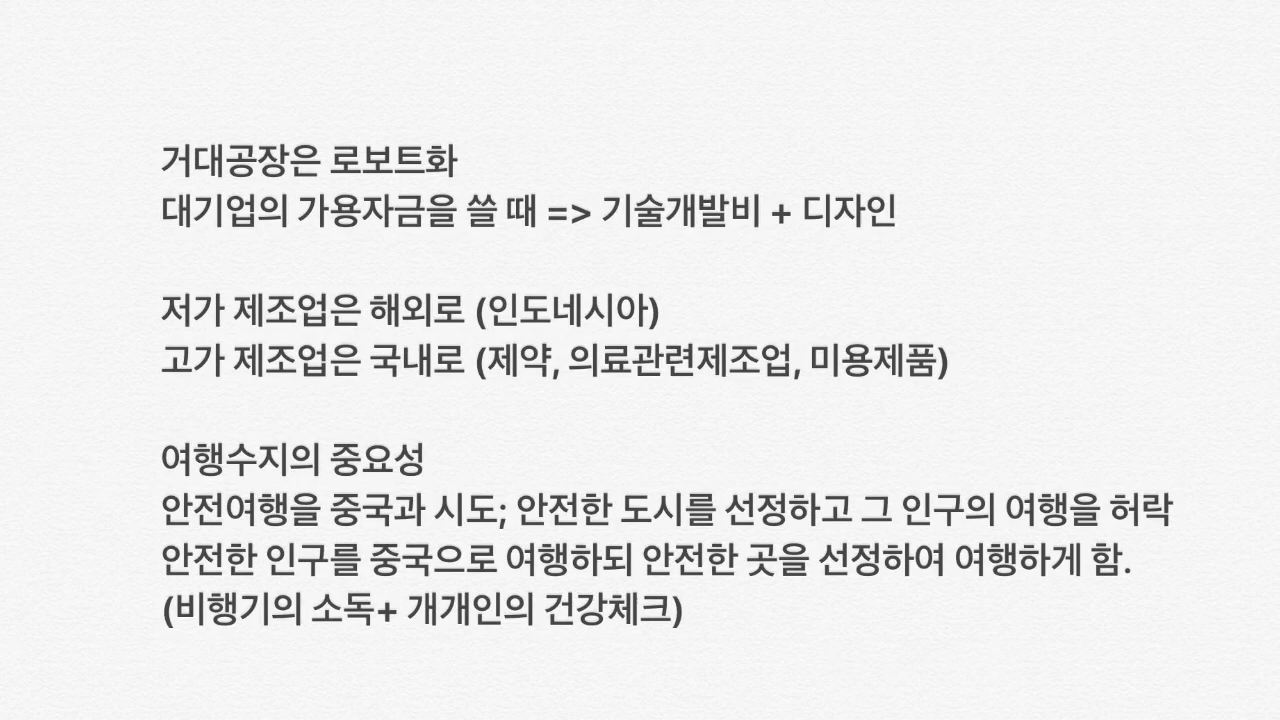 거대공장은 로보트화
대기업의 가용자금을 쓸 때 => 기술개발비 + 디자인
저가 제조업은 해외로 (인도네시아)
고가 제조업은 국내로 (제약, 의료관련제조업, 미용제품)
여행수지의 중요성
안전여행을 중국과 시도; 안전한 도시를 선정하고 그 인구의 여행을 허락
안전한 인구를 중국으로 여행하되 안전한 곳을 선정하여 여행하게 함.
(비행기의 소독+ 개개인의 건강체크)